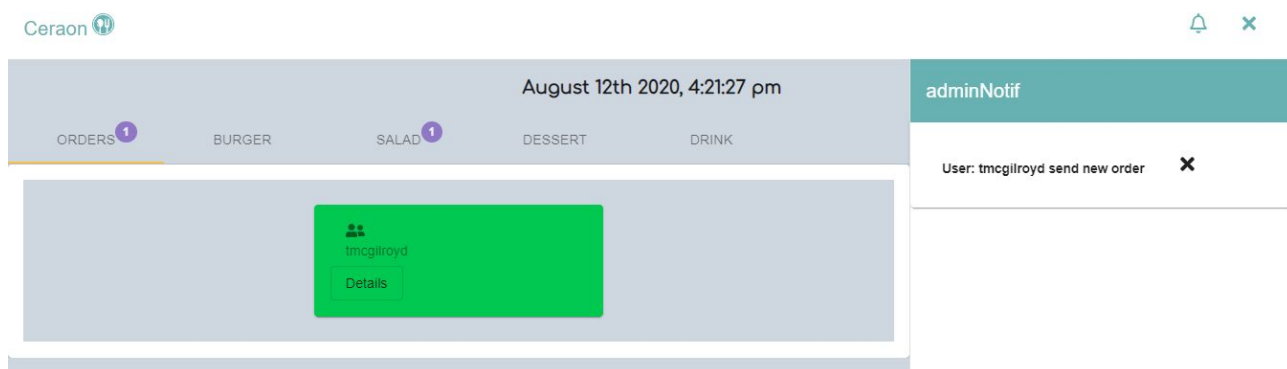 Ceraon
August 12th 2020, 4:21:27 pm
adminNotif
ORDERS 1 BURGER SALAD 1 DESSERT DRINK
User: tmcgilroyd send new order
tmcgilroyd
Details